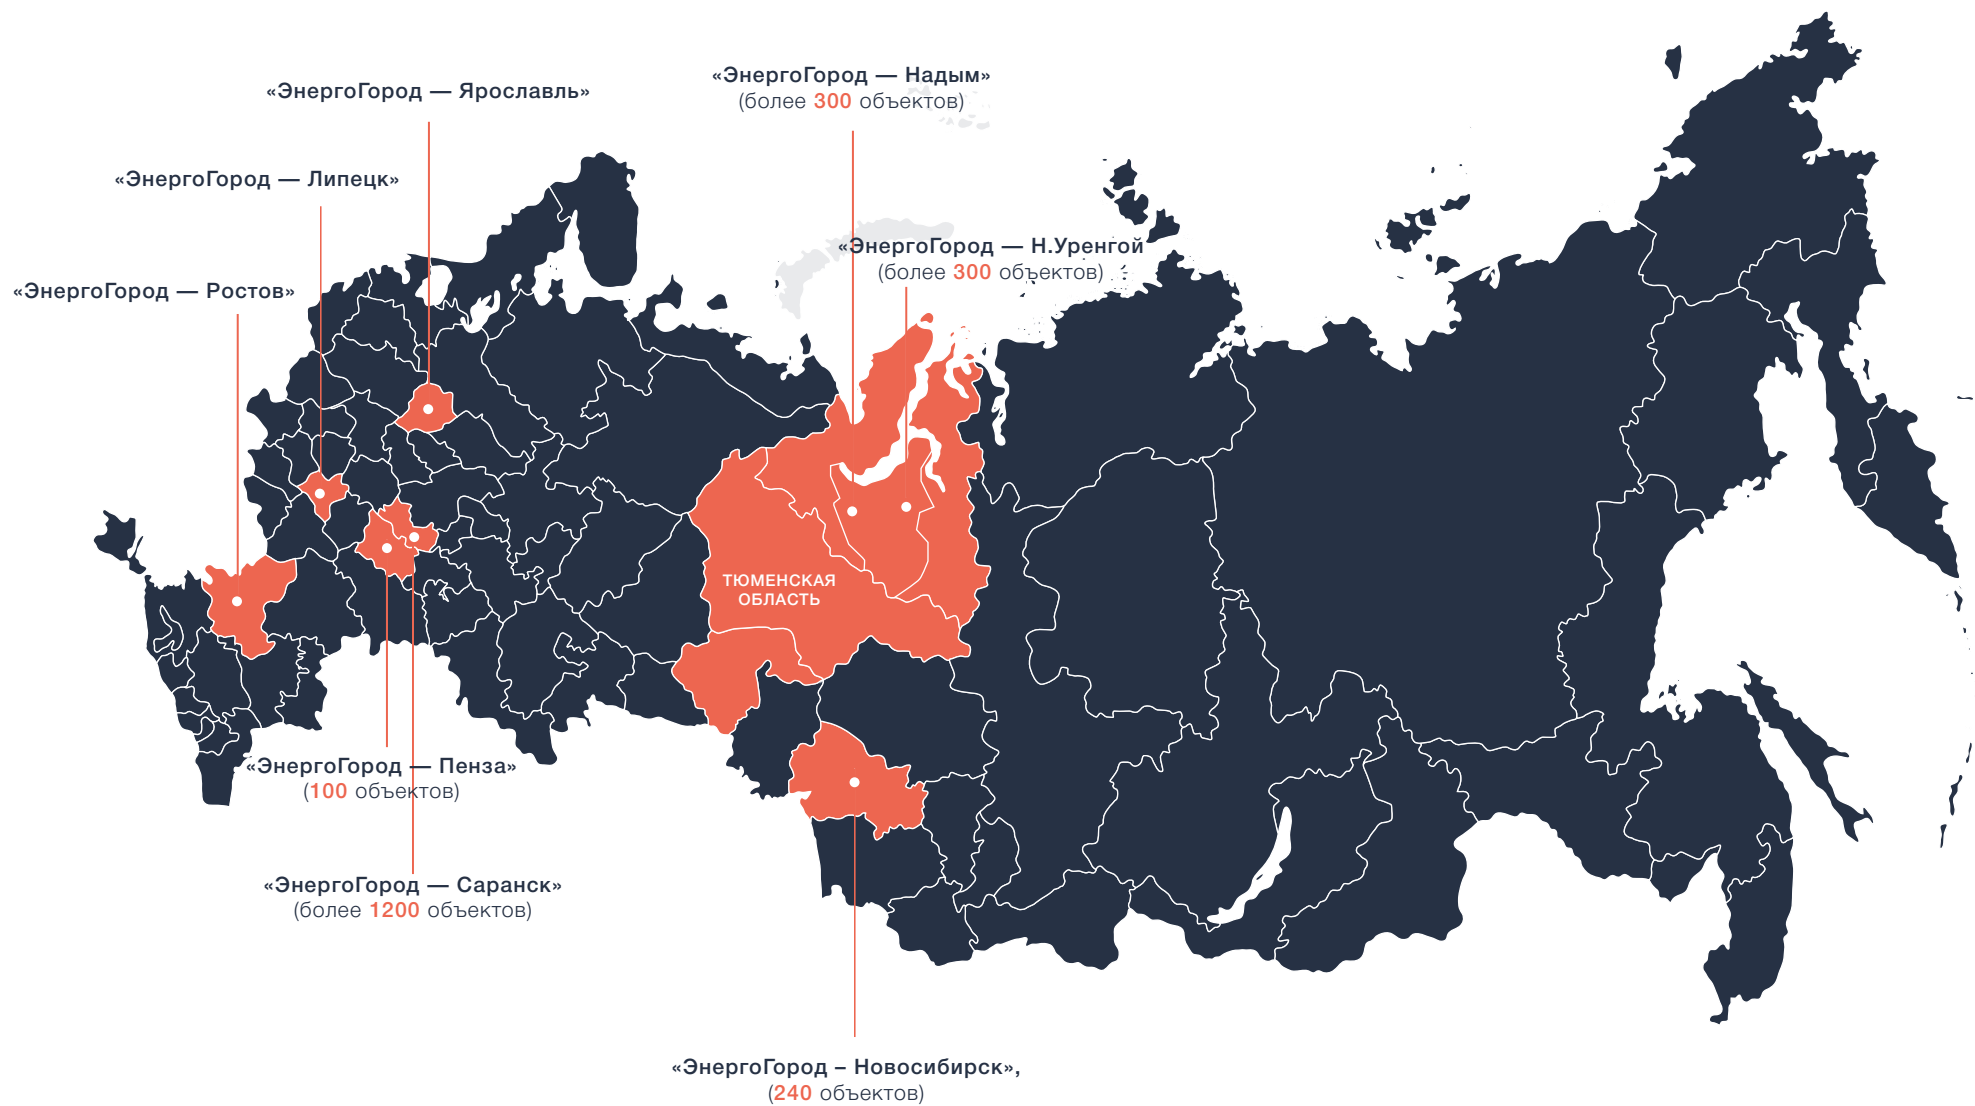 «ЭнергоГород — Надым»
(более 300 объектов)
«ЭнергоГород — Ярославль»
«ЭнергоГород — Липецк»
«ЭнергоГород — Н.Уренгой
(более 300 объектов)
«ЭнергоГород — Ростов»
ТЮМЕНСКАЯ
ОБЛАСТЬ
«ЭнергоГород — Пенза»
(100 объектов)
«ЭнергоГород — Саранск»
(более 1200 объектов)
«ЭнергоГород – Новосибирск»,
(240 объектов)